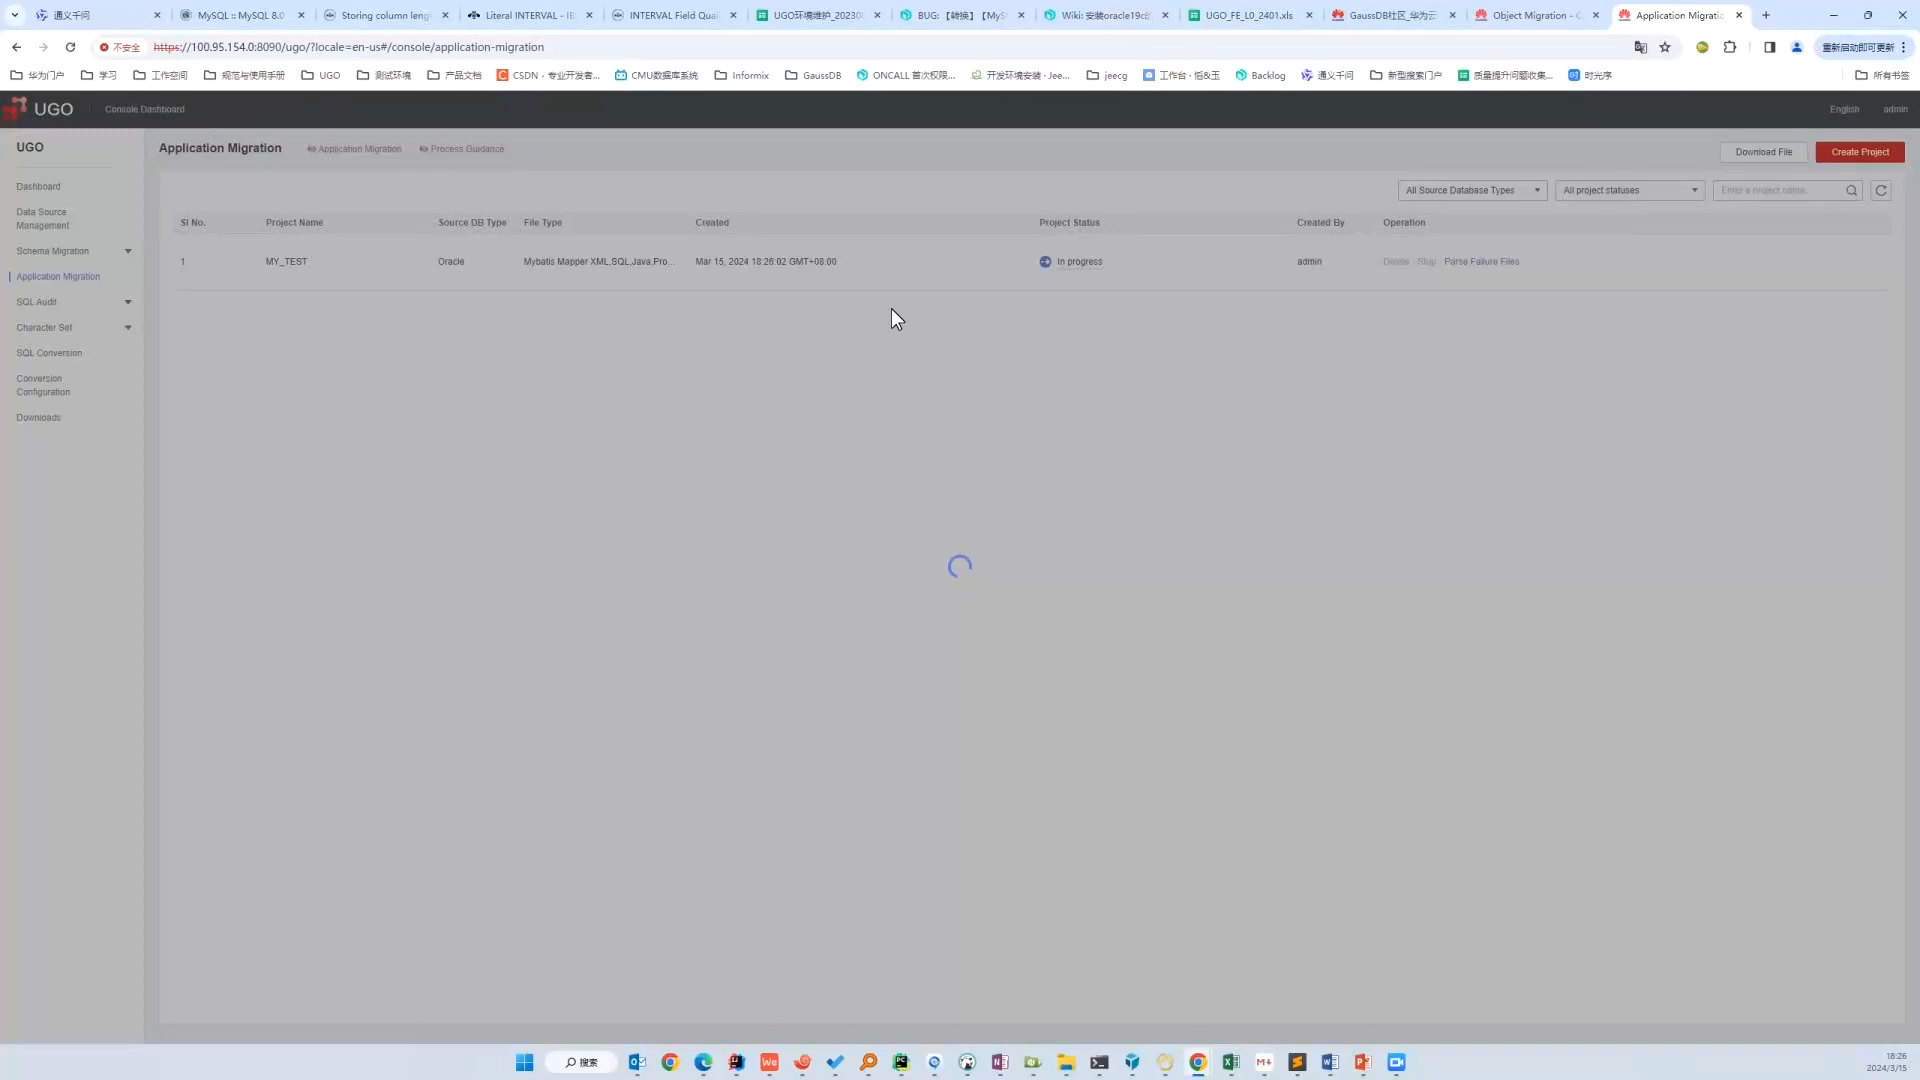 通义千问
MySQL :: MySQL 8.0
Storing column leng
Literal INTERVAL - IB
INTERVAL Field Qual
UGO环境维护_20230
BUG:【转换】【MyS
Wiki: 安装oracle19c的
UGO_FE_L0_2401.xls
GaussDB社区_华为云
Object Migration - G
Application Migratio
不安全
https://100.95.154.0:8090/ugo/?locale=en-us#/console/application-migration
重新启动即可更新
华为门户
学习
工作空间
规范与使用手册
UGO
测试环境
产品文档
CSDN - 专业开发者...
CMU数据库系统
Informix
GaussDB
ONCALL 首次权限...
开发环境安装 · Jee...
jeecg
工作台 · 恬&玉
Backlog
通义千问
新型搜索门户
质量提升问题收集...
时光序
所有书签
UGO
Console Dashboard
English
admin
UGO
Dashboard
Data Source
Management
Schema Migration
Application Migration
SQL Audit
Character Set
SQL Conversion
Conversion
Configuration
Downloads
Application Migration
Application Migration
Process Guidance
Download File
Create Project
All Source Database Types
All project statuses
Enter a project name.
SI No.
Project Name
Source DB Type
File Type
Created
Project Status
Created By
Operation
1
MY_TEST
Oracle
Mybatis Mapper XML,SQL,Java,Pro...
Mar 15, 2024 18:26:02 GMT+08:00
In progress
admin
Delete
Stop
Parse Failure Files
搜索
18:26
2024/3/15